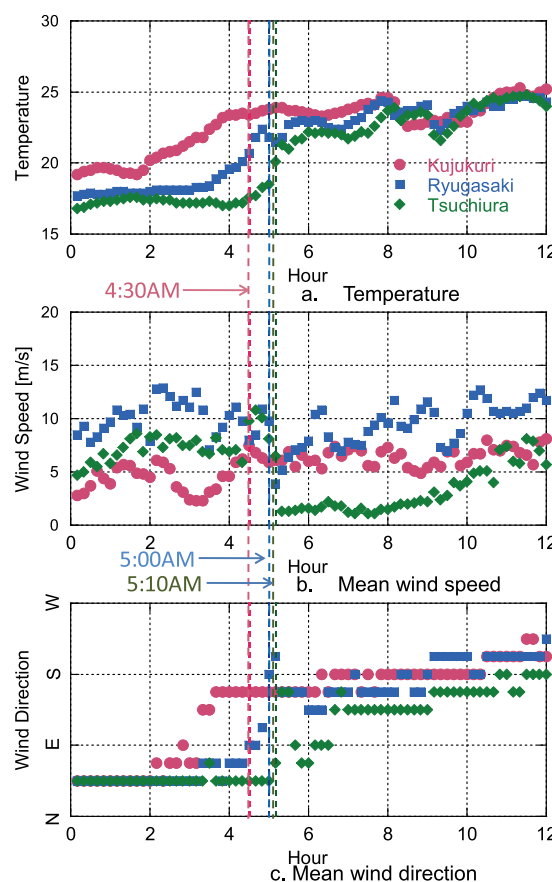 30
25
20
15
Temperature
Kujukuri
Ryugasaki
Tsuchiura
0 2 4 6 8 10 12
Hour
4:30AM
a. Temperature
20
15
10
5
0
Wind Speed [m/s]
0 2 4 6 8 10 12
5:00AM
Hour
5:10AM
b. Mean wind speed
W
S
E
N
Wind Direction
0 2 4 6 8 10 12
Hour
c. Mean wind direction